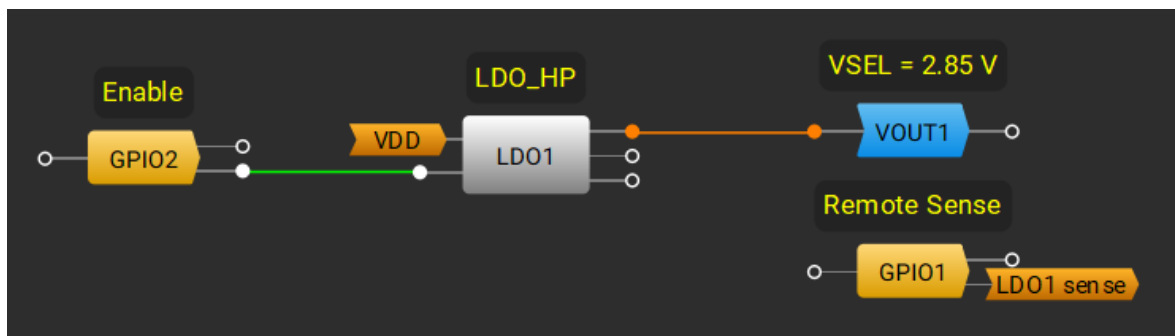 Enable
GPIO2
VDD
LDO_HP
LDO1
VSEL = 2.85 V
VOUT1
Remote Sense
GPIO1
LDO1 sense